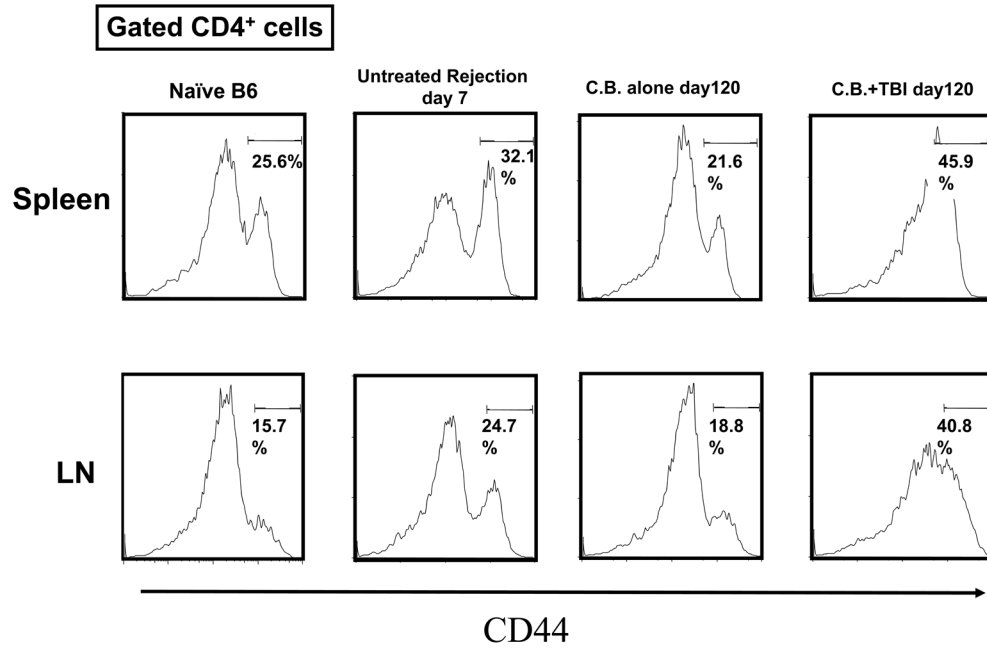 Gated CD4⁺ cells
Naïve B6
Untreated Rejection
day 7
C.B. alone day120
C.B.+TBI day120
Spleen
25.6%
32.1
%
21.6
%
45.9
%
LN
15.7
%
24.7
%
18.8
%
40.8
%
CD44